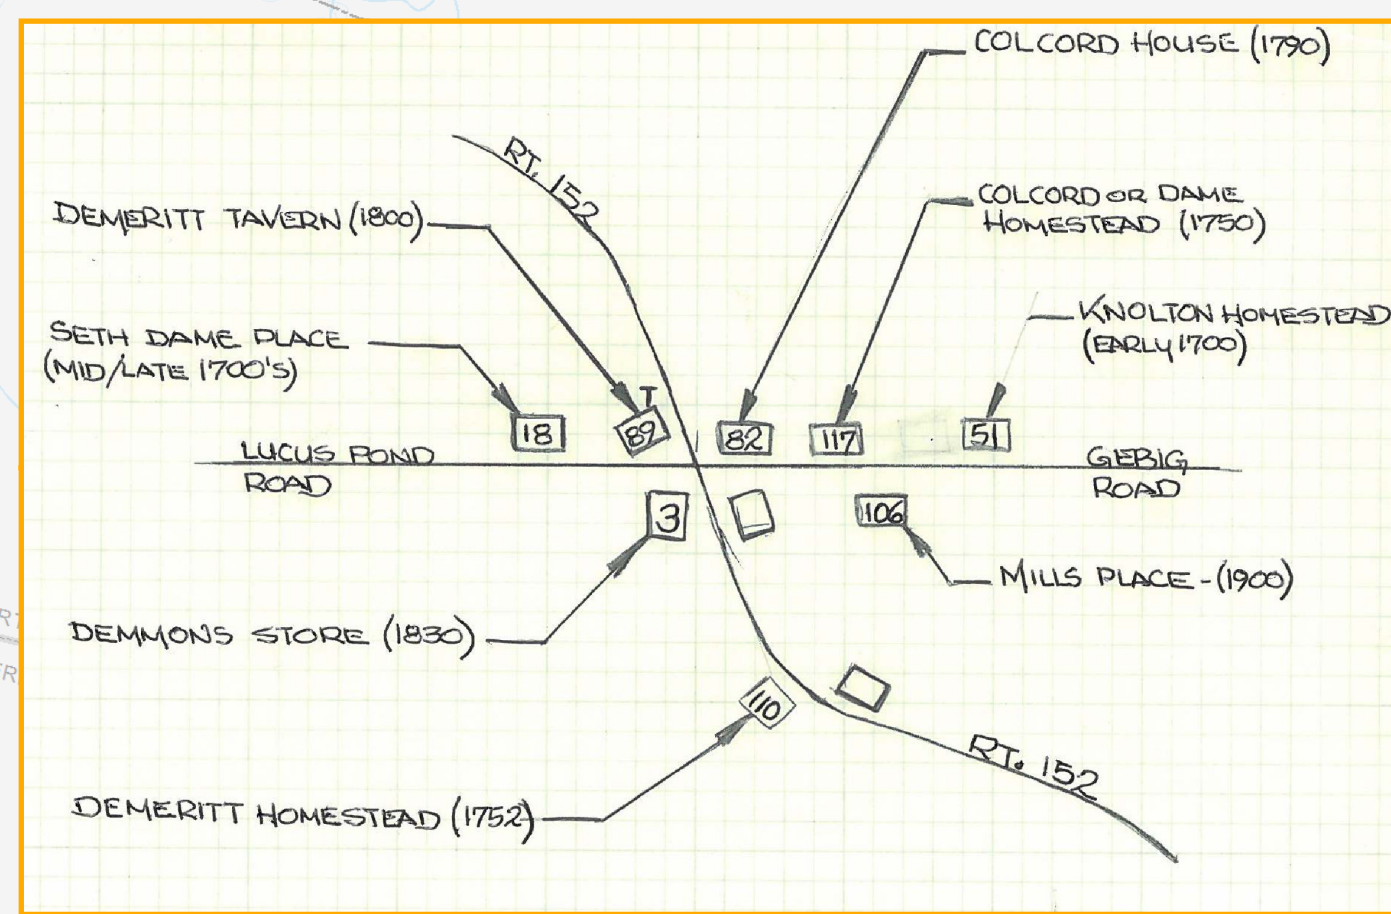 COLCORD HOUSE (1790)
RT. 152
DEMERITT TAVERN (1800)
COLCORD OR DAME
HOMESTEAD (1750)
SETH DAME PLACE
(MID/LATE 1700'S)
KNOLTON HOMESTEAD
(EARLY 1700)
T
18
89
82
117
51
LUCUS POND
ROAD
GEBIG
ROAD
3
106
MILLS PLACE - (1900)
DEMMONS STORE (1830)
110
RT. 152
DEMERITT HOMESTEAD (1752)